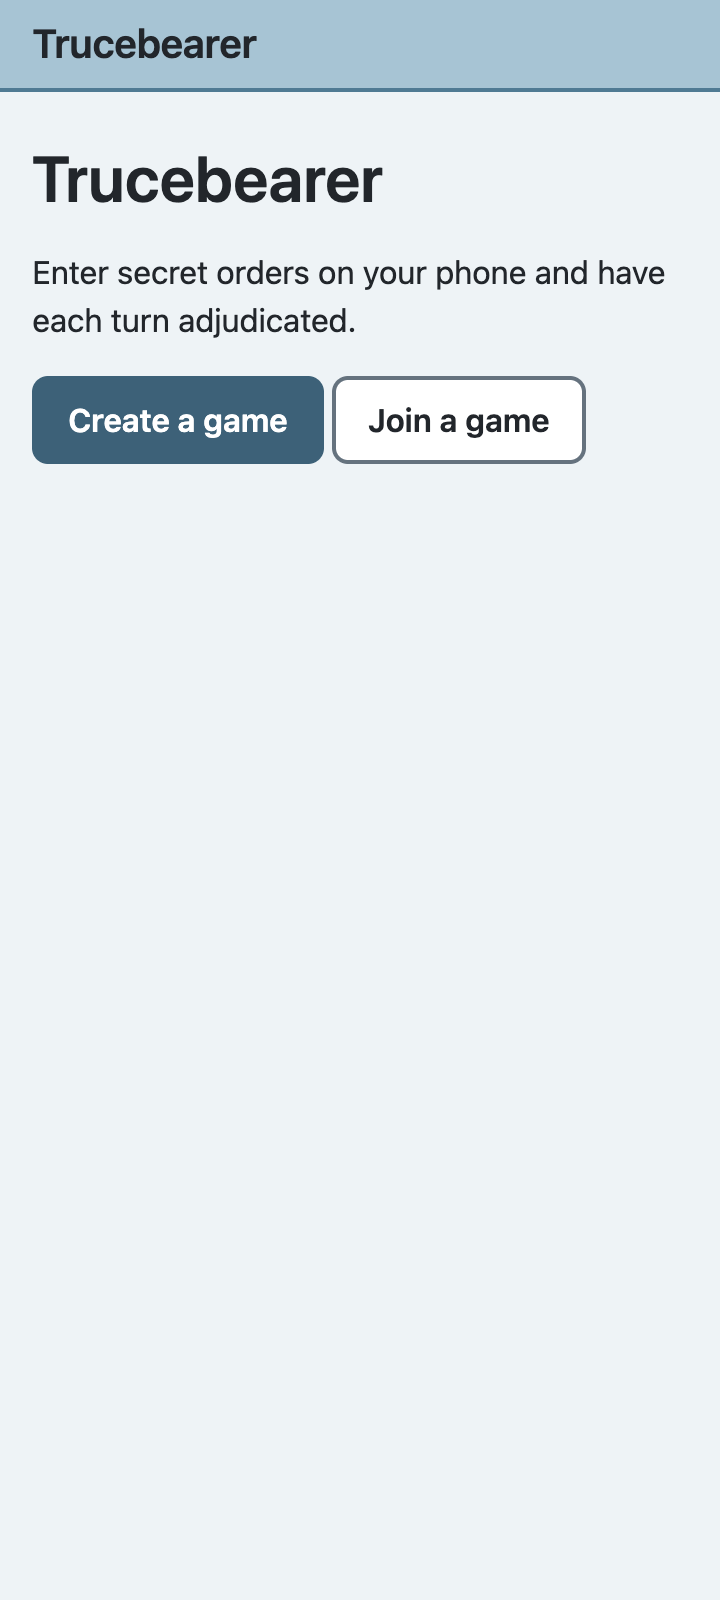 Trucebearer
Trucebearer
Enter secret orders on your phone and have
each turn adjudicated.
Create a game
Join a game